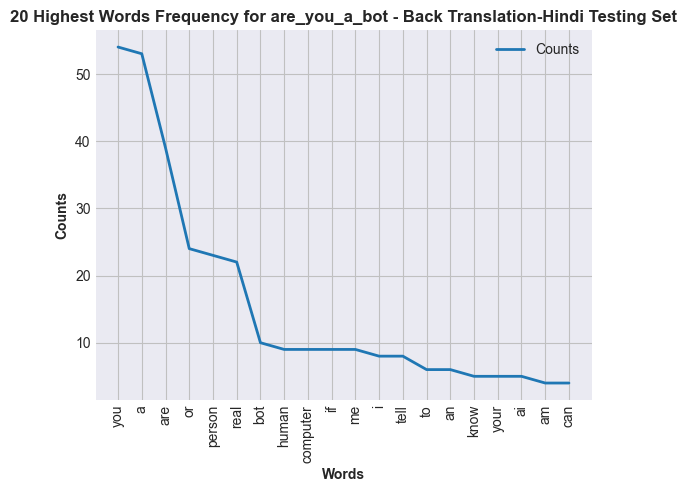 20 Highest Words Frequency for are_you_a_bot - Back Translation-Hindi Testing Set
Counts
50
40
30
20
10
Counts
you
a
are
or
person
real
bot
human
computer
if
me
i
tell
to
an
know
your
ai
am
can
Words